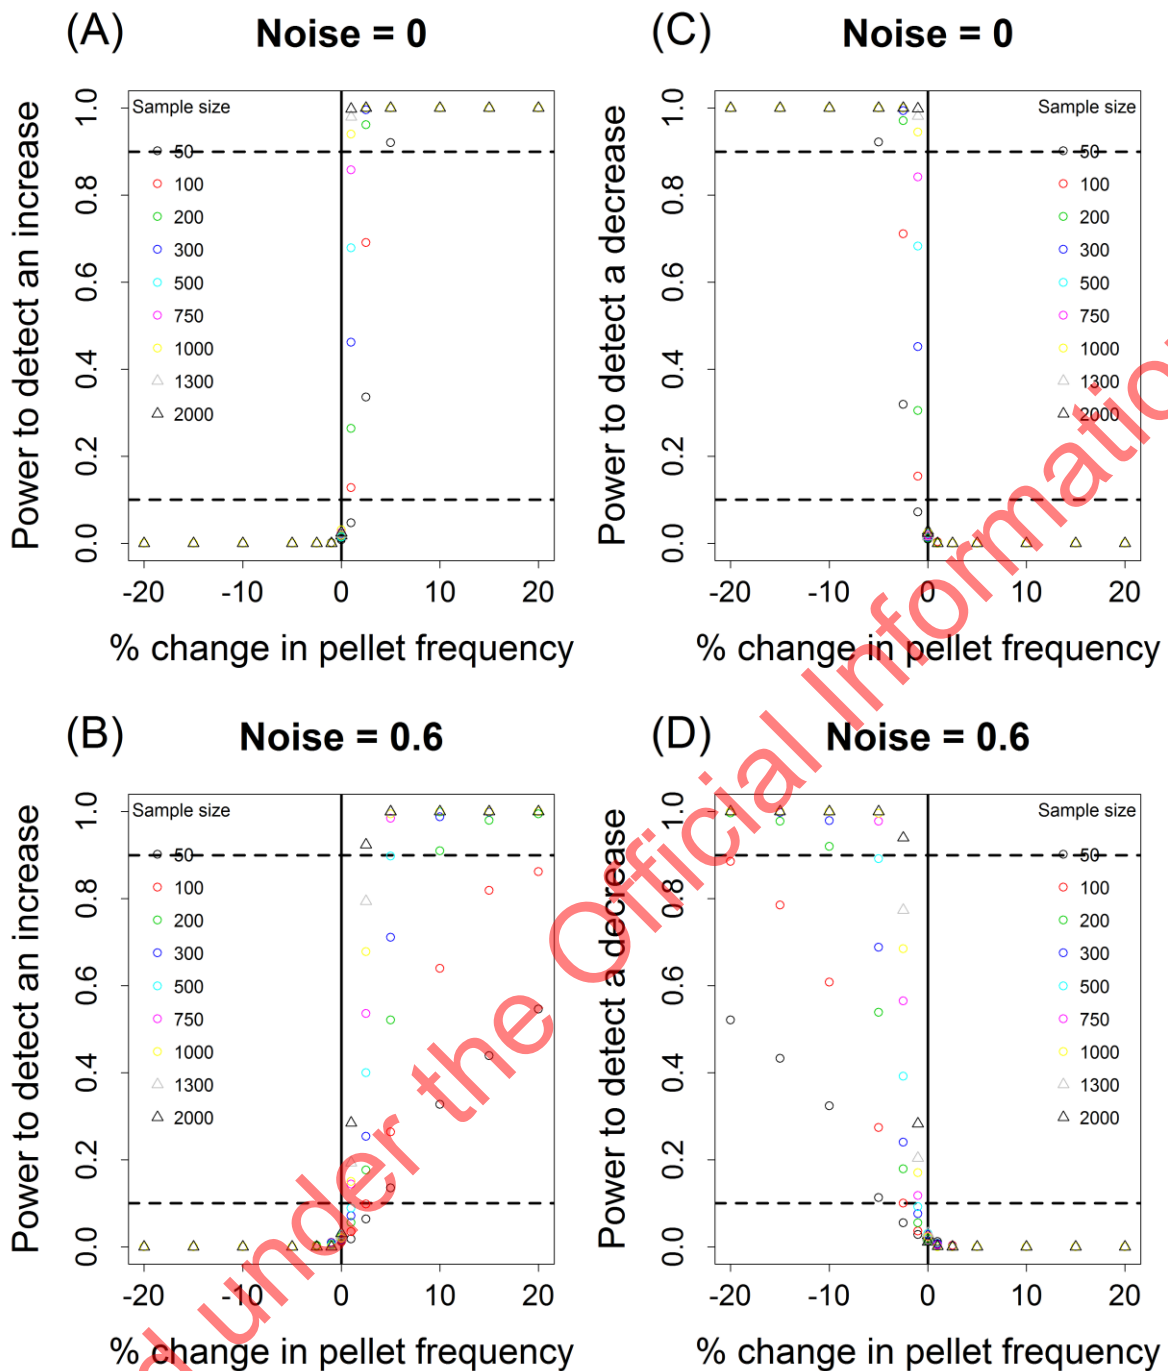 (A) Noise = 0
Power to detect an increase
1.0
0.8
0.6
0.4
0.2
0.0
Sample size
50
100
200
300
500
750
1000
1300
2000
-20 -10 0 10 20
% change in pellet frequency
(C) Noise = 0
Power to detect a decrease
1.0
0.8
0.6
0.4
0.2
0.0
Sample size
50
100
200
300
500
750
1000
1300
2000
-20 -10 0 10 20
% change in pellet frequency
(B) Noise = 0.6
Power to detect an increase
1.0
0.8
0.6
0.4
0.2
0.0
Sample size
50
100
200
300
500
750
1000
1300
2000
-20 -10 0 10 20
% change in pellet frequency
(D) Noise = 0.6
Power to detect a decrease
1.0
0.8
0.6
0.4
0.2
0.0
Sample size
50
100
200
300
500
750
1000
1300
2000
-20 -10 0 10 20
% change in pellet frequency
under the Official Information